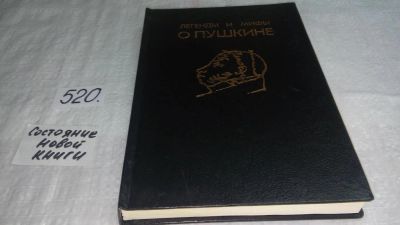 ЛЕГЕНДЫ И МИФЫ
О ПУШКИНЕ
520.
Состояние
новой
книги